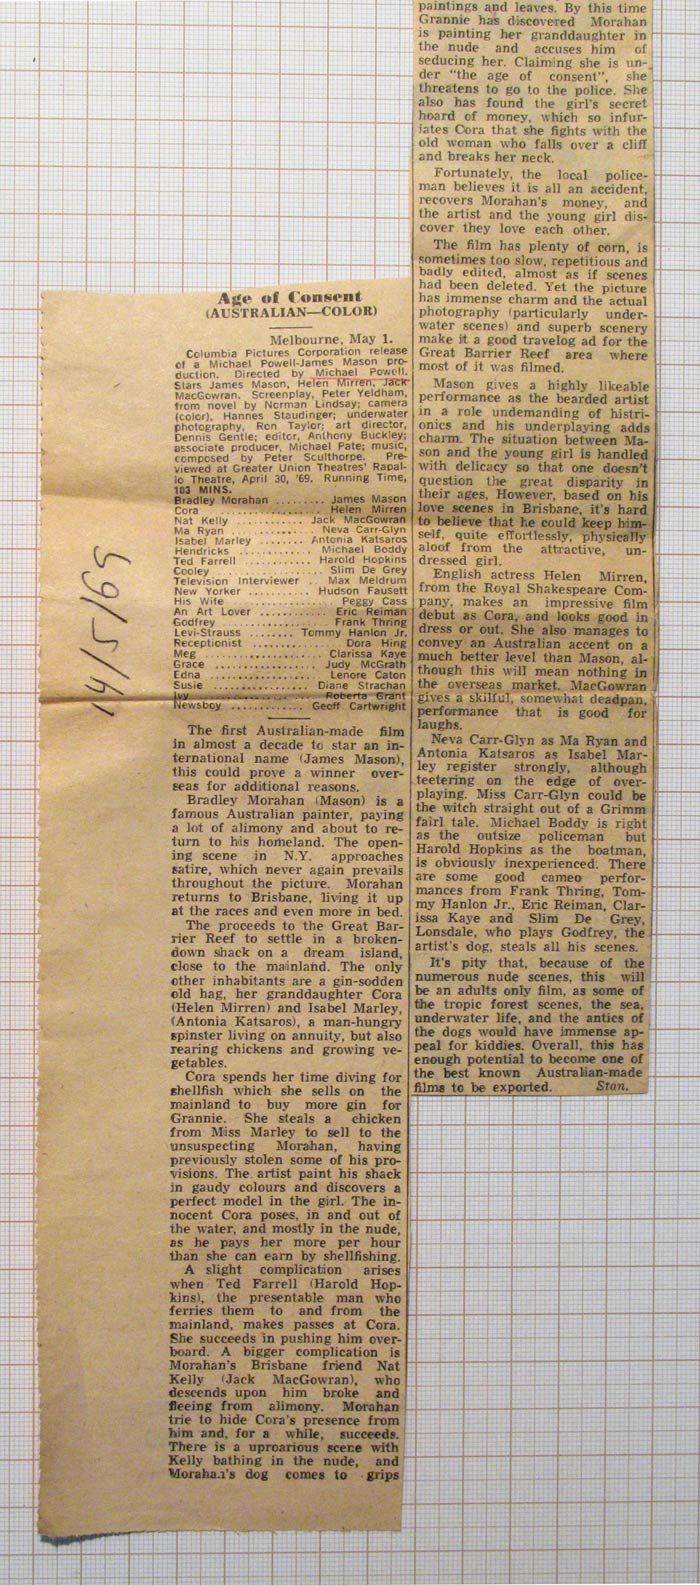 Age of Consent
(AUSTRALIAN—COLOR)
Melbourne, May 1.
Columbia Pictures Corporation release
of a Michael Powell-James Mason pro-
duction. Directed by Michael Powell.
Stars James Mason, Helen Mirren, Jack
MacGowran. Screenplay, Peter Yeldham,
from novel by Norman Lindsay; camera
(color), Hannes Staudinger; underwater
photography, Ron Taylor; art director,
Dennis Gentle; editor, Anthony Buckley;
associate producer, Michael Pate; music,
composed by Peter Sculthorpe. Pre-
viewed at Greater Union Theatres' Rapal-
lo Theatre, April 30, '69. Running Time,
103 MINS.
Bradley Morahan ......... James Mason
Cora .................... Helen Mirren
Nat Kelly ........... Jack MacGowran
Ma Ryan ............ Neva Carr-Glyn
Isabel Marley ........ Antonia Katsaros
Hendricks ............ Michael Boddy
Ted Farrell ........... Harold Hopkins
Cooley ................ Slim De Grey
Television Interviewer . Max Meldrum
New Yorker .......... Hudson Fausett
His Wife ................ Peggy Cass
An Art Lover ........... Eric Reiman
Godfrey ................ Frank Thring
Levi-Strauss ....... Tommy Hanlon Jr.
Receptionist ............. Dora Hing
Meg .................... Clarissa Kaye
Grace ................. Judy McGrath
Edna .................. Lenore Caton
Susie ................ Diane Strachan
Ivy ................... Roberta Grant
Newsboy ............ Geoff Cartwright
14/5/69
The first Australian-made film
in almost a decade to star an in-
ternational name (James Mason),
this could prove a winner over-
seas for additional reasons.
Bradley Morahan (Mason) is a
famous Australian painter, paying
a lot of alimony and about to re-
turn to his homeland. The open-
ing scene in N.Y. approaches
satire, which never again prevails
throughout the picture. Morahan
returns to Brisbane, living it up
at the races and even more in bed.
The proceeds to the Great Bar-
rier Reef to settle in a broken-
down shack on a dream island,
close to the mainland. The only
other inhabitants are a gin-sodden
old hag, her granddaughter Cora
(Helen Mirren) and Isabel Marley,
(Antonia Katsaros), a man-hungry
spinster living on annuity, but also
rearing chickens and growing ve-
getables.
Cora spends her time diving for
shellfish which she sells on the
mainland to buy more gin for
Grannie. She steals a chicken
from Miss Marley to sell to the
unsuspecting Morahan, having
previously stolen some of his pro-
visions. The artist paint his shack
in gaudy colours and discovers a
perfect model in the girl. The in-
nocent Cora poses, in and out of
the water, and mostly in the nude,
as he pays her more per hour
than she can earn by shellfishing.
A slight complication arises
when Ted Farrell (Harold Hop-
kins), the presentable man who
ferries them to and from the
mainland, makes passes at Cora.
She succeeds in pushing him over-
board. A bigger complication is
Morahan's Brisbane friend Nat
Kelly (Jack MacGowran), who
descends upon him broke and
fleeing from alimony. Morahan
trie to hide Cora's presence from
him and, for a while, succeeds.
There is a uproarious scene with
Kelly bathing in the nude, and
Morahan's dog comes to grips
paintings and leaves. By this time
Grannie has discovered Morahan
is painting her granddaughter in
the nude and accuses him of
seducing her. Claiming she is un-
der "the age of consent", she
threatens to go to the police. She
also has found the girl's secret
hoard of money, which so infur-
iates Cora that she fights with the
old woman who falls over a cliff
and breaks her neck.
Fortunately, the local police-
man believes it is all an accident,
recovers Morahan's money, and
the artist and the young girl dis-
cover they love each other.
The film has plenty of corn, is
sometimes too slow, repetitious and
badly edited, almost as if scenes
had been deleted. Yet the picture
has immense charm and the actual
photography (particularly under-
water scenes) and superb scenery
make it a good travelog ad for the
Great Barrier Reef area where
most of it was filmed.
Mason gives a highly likeable
performance as the bearded artist
in a role undemanding of histri-
onics and his underplaying adds
charm. The situation between Ma-
son and the young girl is handled
with delicacy so that one doesn't
question the great disparity in
their ages. However, based on his
love scenes in Brisbane, it's hard
to believe that he could keep him-
self, quite effortlessly, physically
aloof from the attractive, un-
dressed girl.
English actress Helen Mirren,
from the Royal Shakespeare Com-
pany, makes an impressive film
debut as Cora, and looks good in
dress or out. She also manages to
convey an Australian accent on a
much better level than Mason, al-
though this will mean nothing in
the overseas market. MacGowran
gives a skilful, somewhat deadpan,
performance that is good for
laughs.
Neva Carr-Glyn as Ma Ryan and
Antonia Katsaros as Isabel Mar-
ley register strongly, although
teetering on the edge of over-
playing. Miss Carr-Glyn could be
the witch straight out of a Grimm
fairl tale. Michael Boddy is right
as the outsize policeman but
Harold Hopkins as the boatman,
is obviously inexperienced. There
are some good cameo perfor-
mances from Frank Thring, Tom-
my Hanlon Jr., Eric Reiman, Clar-
issa Kaye and Slim De Grey,
Lonsdale, who plays Godfrey, the
artist's dog, steals all his scenes.
It's pity that, because of the
numerous nude scenes, this will
be an adults only film, as some of
the tropic forest scenes, the sea,
underwater life, and the antics of
the dogs would have immense ap-
peal for kiddies. Overall, this has
enough potential to become one of
the best known Australian-made
films to be exported. Stan.